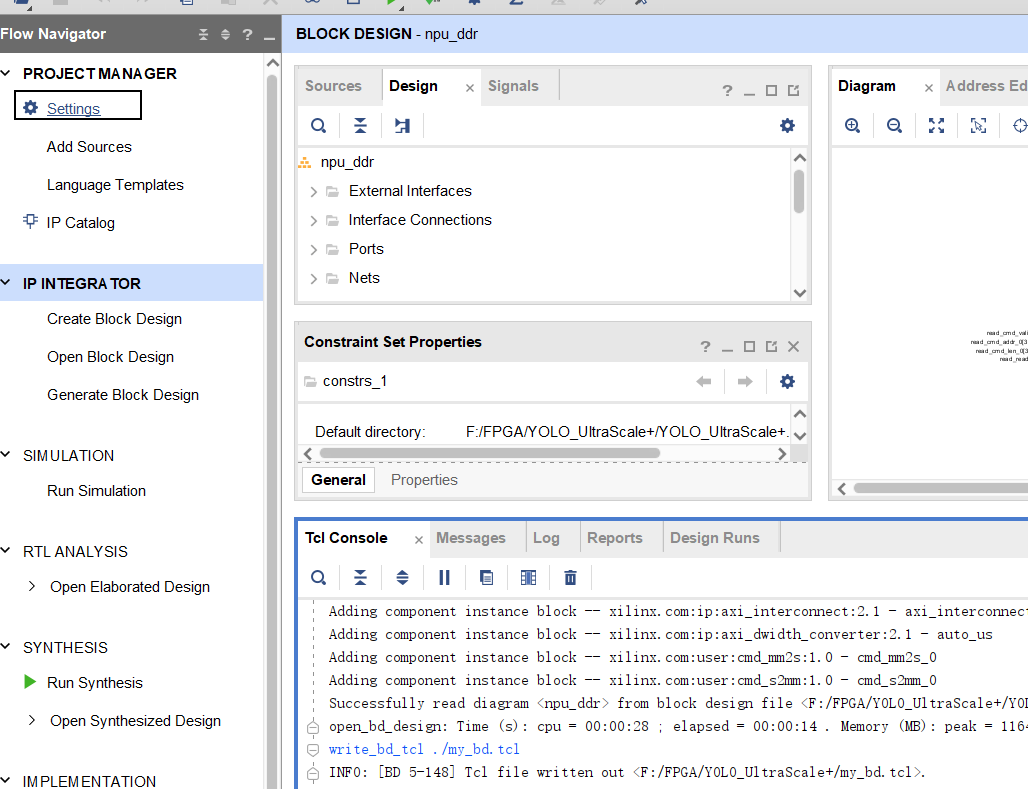 Flow Navigator
?
PROJECT MANAGER
Settings
Add Sources
Language Templates
IP Catalog
IP INTEGRATOR
Create Block Design
Open Block Design
Generate Block Design
SIMULATION
Run Simulation
RTL ANALYSIS
Open Elaborated Design
SYNTHESIS
Run Synthesis
Open Synthesized Design
IMPLEMENTATION
BLOCK DESIGN - npu_ddr
Sources
Design
Signals
?
npu_ddr
External Interfaces
Interface Connections
Ports
Nets
Constraint Set Properties
?
constrs_1
Default directory: F:/FPGA/YOLO_UltraScale+/YOLO_UltraScale+.
General
Properties
Diagram
Address Ed
read_cmd_vali
read_cmd_addr_0[3
read_cmd_len_0[3
read_read
Tcl Console
Messages
Log
Reports
Design Runs
Adding component instance block -- xilinx.com:ip:axi_interconnect:2.1 - axi_interconnect
Adding component instance block -- xilinx.com:ip:axi_dwidth_converter:2.1 - auto_us
Adding component instance block -- xilinx.com:user:cmd_mm2s:1.0 - cmd_mm2s_0
Adding component instance block -- xilinx.com:user:cmd_s2mm:1.0 - cmd_s2mm_0
Successfully read diagram <npu_ddr> from block design file <F:/FPGA/YOLO_UltraScale+/YO
open_bd_design: Time (s): cpu = 00:00:28 ; elapsed = 00:00:14 . Memory (MB): peak = 1164
write_bd_tcl ./my_bd.tcl
INFO: [BD 5-148] Tcl file written out <F:/FPGA/YOLO_UltraScale+/my_bd.tcl>.